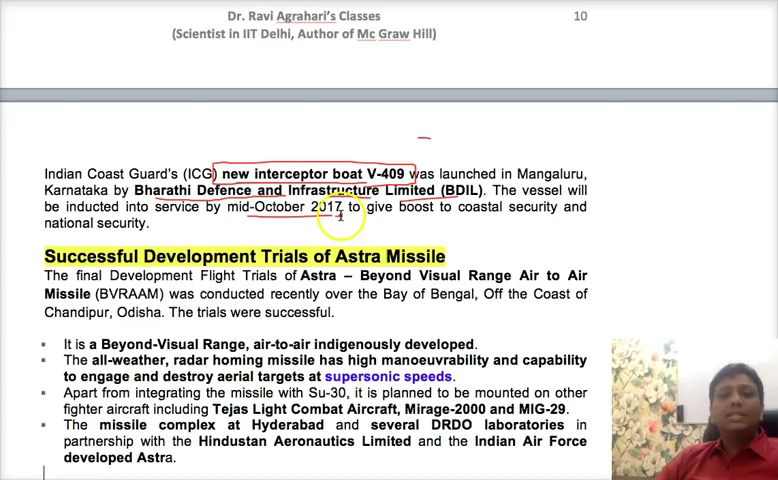 Dr. Ravi Agrahari's Classes
10
(Scientist in IIT Delhi, Author of Mc Graw Hill)
Indian Coast Guard's (ICG) new interceptor boat V-409 was launched in Mangaluru,
Karnataka by Bharathi Defence and Infrastructure Limited (BDIL). The vessel will
be inducted into service by mid-October 2017 to give boost to coastal security and
national security.
Successful Development Trials of Astra Missile
The final Development Flight Trials of Astra – Beyond Visual Range Air to Air
Missile (BVRAAM) was conducted recently over the Bay of Bengal, Off the Coast of
Chandipur, Odisha. The trials were successful.
▪ It is a Beyond-Visual Range, air-to-air indigenously developed.
▪ The all-weather, radar homing missile has high manoeuvrability and capability
to engage and destroy aerial targets at supersonic speeds.
▪ Apart from integrating the missile with Su-30, it is planned to be mounted on other
fighter aircraft including Tejas Light Combat Aircraft, Mirage-2000 and MIG-29.
▪ The missile complex at Hyderabad and several DRDO laboratories in
partnership with the Hindustan Aeronautics Limited and the Indian Air Force
developed Astra.